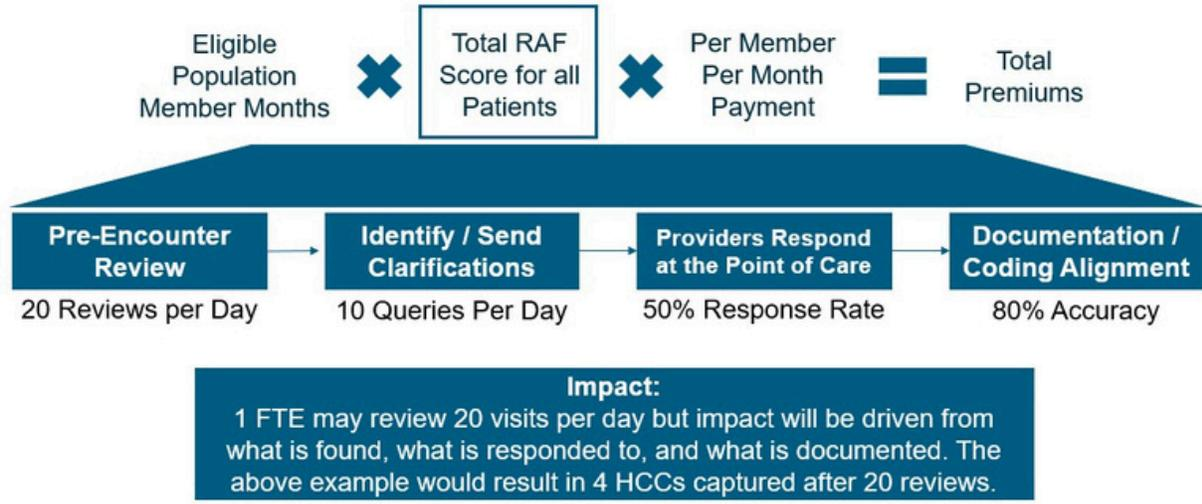 Eligible
Population
Member Months
Total RAF
Score for all
Patients
Per Member
Per Month
Payment
Total
Premiums
Pre-Encounter
Review
20 Reviews per Day
Identify / Send
Clarifications
10 Queries Per Day
Providers Respond
at the Point of Care
50% Response Rate
Documentation /
Coding Alignment
80% Accuracy
Impact:
1 FTE may review 20 visits per day but impact will be driven from
what is found, what is responded to, and what is documented. The
above example would result in 4 HCCs captured after 20 reviews.